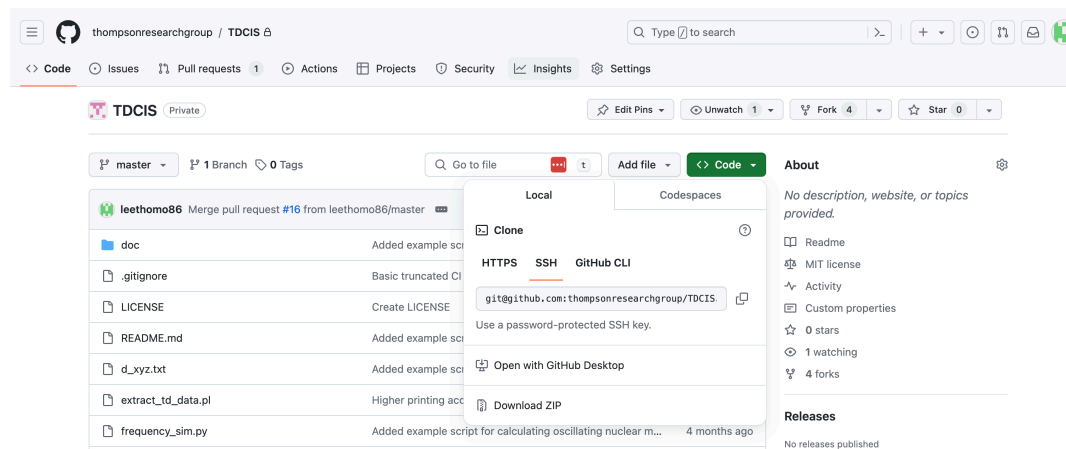 thompsonresearchgroup / TDCIS
Type / to search
Code
Issues
Pull requests 1
Actions
Projects
Security
Insights
Settings
TDCIS Private
Edit Pins
Unwatch 1
Fork 4
Star 0
master
1 Branch
0 Tags
Go to file
t
Add file
Code
leethomo86 Merge pull request #16 from leethomo86/master
doc Added example scr
.gitignore Basic truncated CI
LICENSE Create LICENSE
README.md Added example scr
d_xyz.txt Added example scr
extract_td_data.pl Higher printing acc
frequency_sim.py Added example script for calculating oscillating nuclear m... 4 months ago
Local
Codespaces
Clone
HTTPS SSH GitHub CLI
git@github.com:thompsonresearchgroup/TDCIS.
Use a password-protected SSH key.
Open with GitHub Desktop
Download ZIP
About
No description, website, or topics
provided.
Readme
MIT license
Activity
Custom properties
0 stars
1 watching
4 forks
Releases
No releases published